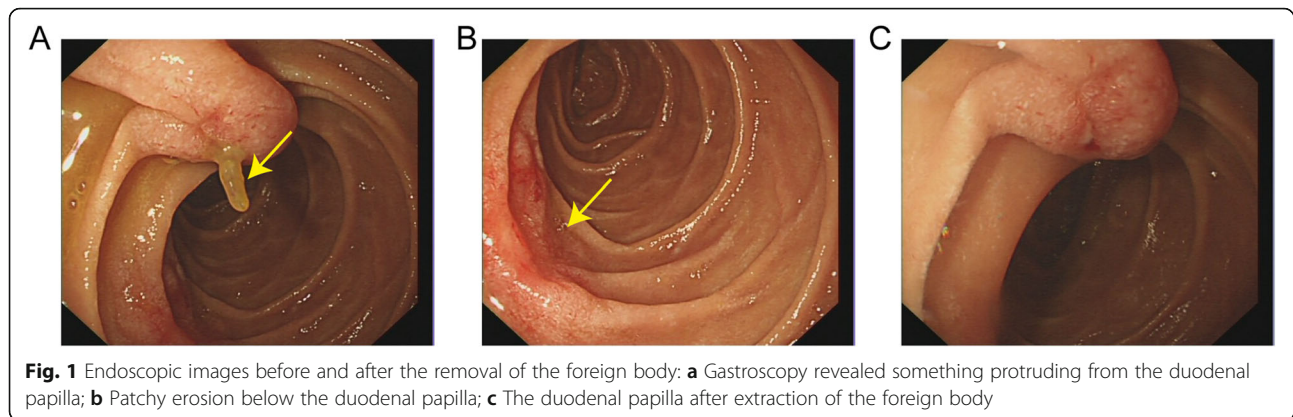 A
B
C
Fig. 1 Endoscopic images before and after the removal of the foreign body: a Gastroscopy revealed something protruding from the duodenal
papilla; b Patchy erosion below the duodenal papilla; c The duodenal papilla after extraction of the foreign body